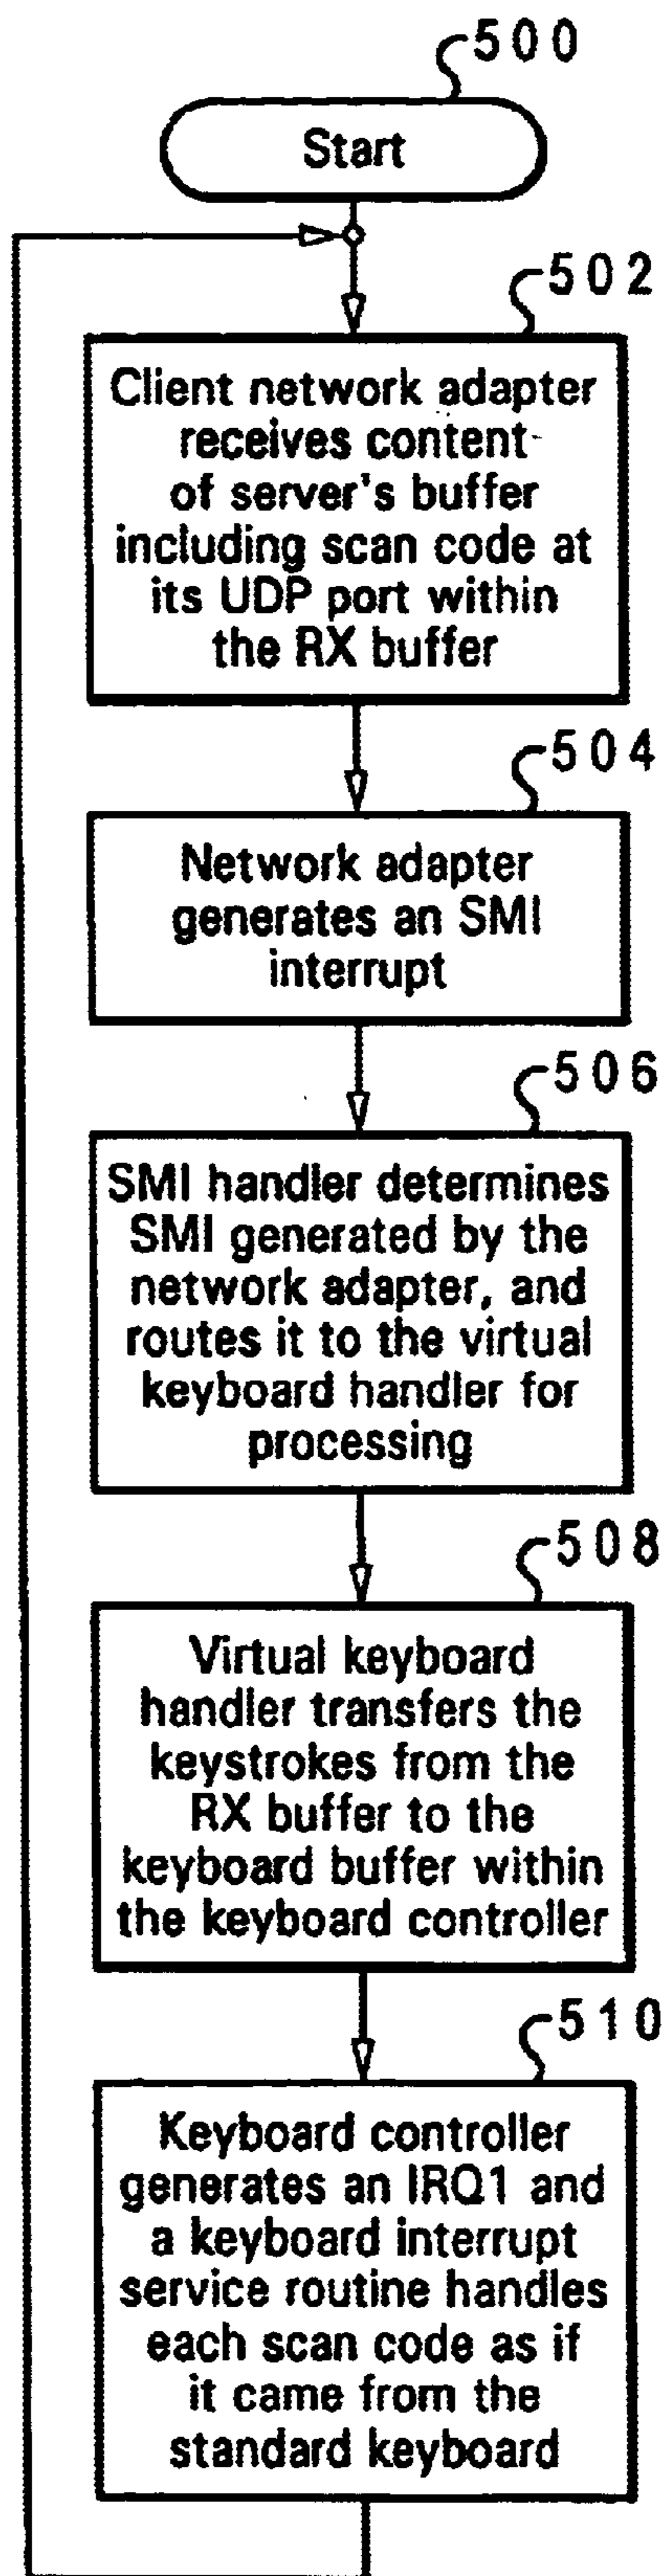 500
Start
502
Client network adapter
receives content
of server's buffer
including scan code at
its UDP port within
the RX buffer
504
Network adapter
generates an SMI
interrupt
506
SMI handler determines
SMI generated by the
network adapter, and
routes it to the virtual
keyboard handler for
processing
508
Virtual keyboard
handler transfers the
keystrokes from the
RX buffer to the
keyboard buffer within
the keyboard controller
510
Keyboard controller
generates an IRQ1 and
a keyboard interrupt
service routine handles
each scan code as if
it came from the
standard keyboard